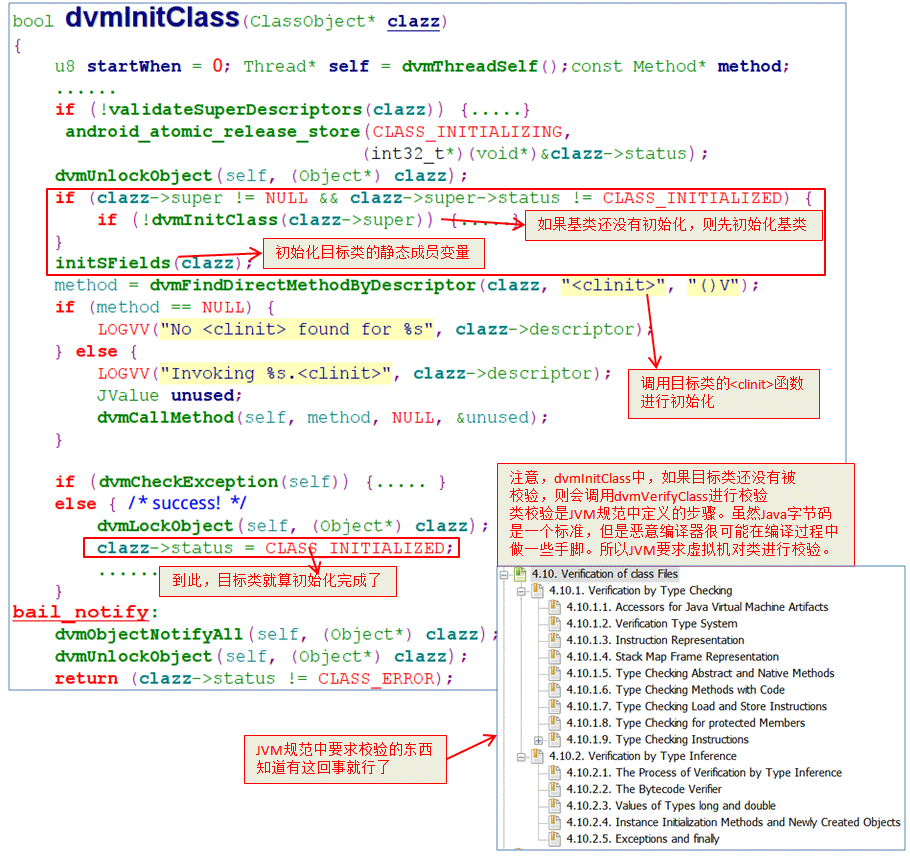 bool dvmInitClass(ClassObject* clazz)
{
u8 startWhen = 0; Thread* self = dvmThreadSelf();const Method* method;
......
if (!validateSuperDescriptors(clazz)) {.....}
android_atomic_release_store(CLASS_INITIALIZING,
(int32_t*)(void*)&clazz->status);
dvmUnlockObject(self, (Object*) clazz);
if (clazz->super != NULL && clazz->super->status != CLASS_INITIALIZED) {
if (!dvmInitClass(clazz->super)) {.....}
如果基类还没有初始化，则先初始化基类
}
初始化目标类的静态成员变量
initSFields(clazz);
method = dvmFindDirectMethodByDescriptor(clazz, "<clinit>", "()V");
if (method == NULL) {
LOGVV("No <clinit> found for %s", clazz->descriptor);
} else {
LOGVV("Invoking %s.<clinit>", clazz->descriptor);
JValue unused;
dvmCallMethod(self, method, NULL, &unused);
}
调用目标类的<clinit>函数
进行初始化
if (dvmCheckException(self)) {..... }
else { /* success! */
dvmLockObject(self, (Object*) clazz);
clazz->status = CLASS_INITIALIZED;
......
到此，目标类就算初始化完成了
}
bail_notify:
dvmObjectNotifyAll(self, (Object*) clazz);
dvmUnlockObject(self, (Object*) clazz);
return (clazz->status != CLASS_ERROR);
注意，dvmInitClass中，如果目标类还没有被
校验，则会调用dvmVerifyClass进行校验
类校验是JVM规范中定义的步骤。虽然Java字节码
是一个标准，但是恶意编译器很可能在编译过程中
做一些手脚。所以JVM要求虚拟机对类进行校验。
4.10. Verification of class Files
4.10.1. Verification by Type Checking
4.10.1.1. Accessors for Java Virtual Machine Artifacts
4.10.1.2. Verification Type System
4.10.1.3. Instruction Representation
4.10.1.4. Stack Map Frame Representation
4.10.1.5. Type Checking Abstract and Native Methods
4.10.1.6. Type Checking Methods with Code
4.10.1.7. Type Checking Load and Store Instructions
4.10.1.8. Type Checking for protected Members
4.10.1.9. Type Checking Instructions
4.10.2. Verification by Type Inference
4.10.2.1. The Process of Verification by Type Inference
4.10.2.2. The Bytecode Verifier
4.10.2.3. Values of Types long and double
4.10.2.4. Instance Initialization Methods and Newly Created Objects
4.10.2.5. Exceptions and finally
JVM规范中要求校验的东西
知道有这回事就行了